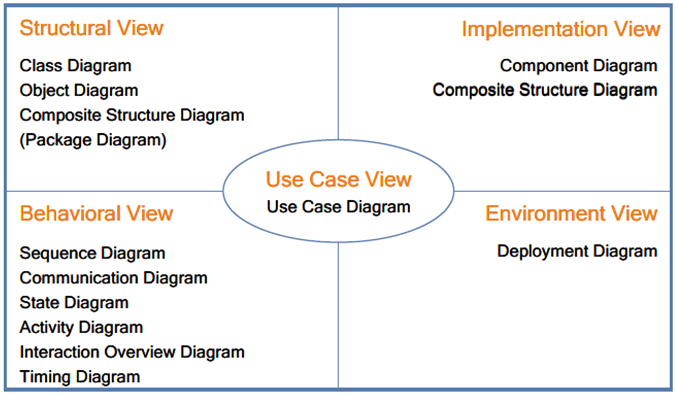 Structural View
Class Diagram
Object Diagram
Composite Structure Diagram
(Package Diagram)
Implementation View
Component Diagram
Composite Structure Diagram
Use Case View
Use Case Diagram
Behavioral View
Sequence Diagram
Communication Diagram
State Diagram
Activity Diagram
Interaction Overview Diagram
Timing Diagram
Environment View
Deployment Diagram